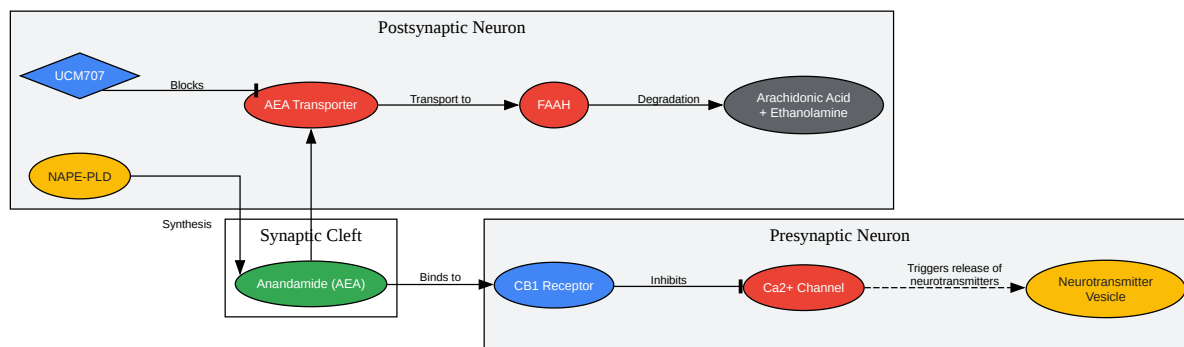 Postsynaptic Neuron
UCM707
Blocks
AEA Transporter
Transport to
FAAH
Degradation
Arachidonic Acid
+ Ethanolamine
NAPE-PLD
Synthesis
Synaptic Cleft
Anandamide (AEA)
Binds to
Presynaptic Neuron
CB1 Receptor
Inhibits
Ca2+ Channel
Triggers release of
neurotransmitters
Neurotransmitter
Vesicle